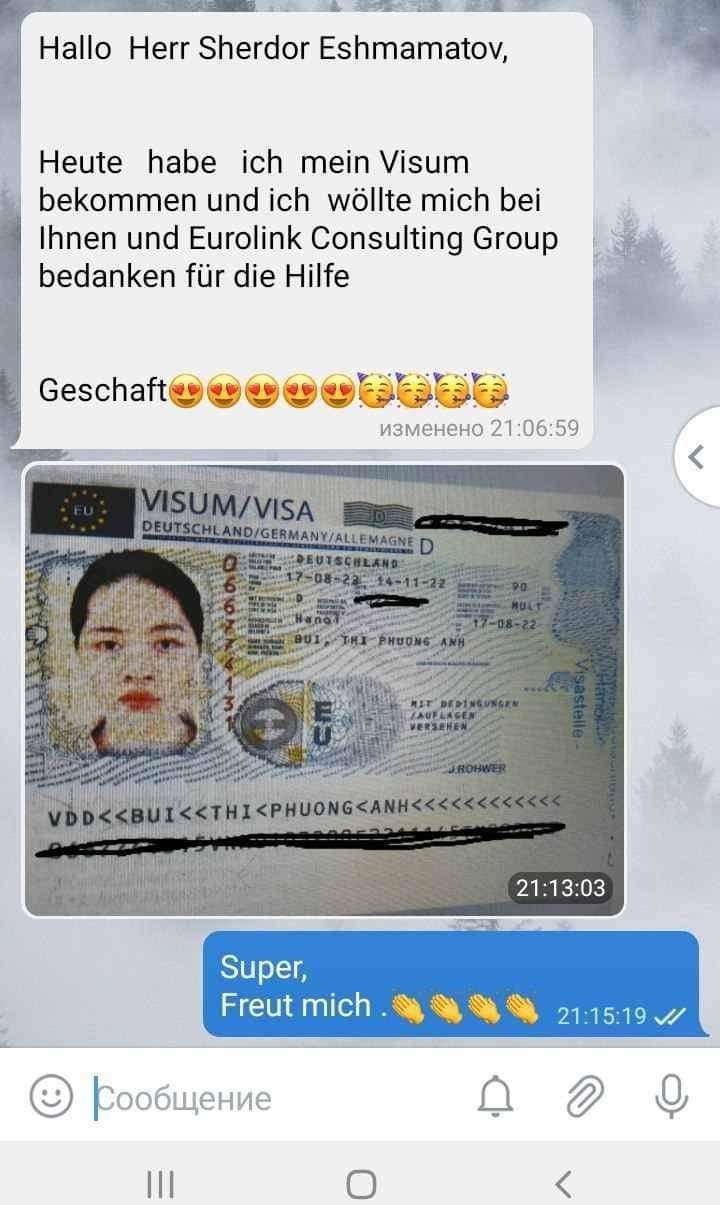 Hallo Herr Sherdor Eshmamatov,
Heute habe ich mein Visum
bekommen und ich wöllte mich bei
Ihnen und Eurolink Consulting Group
bedanken für die Hilfe
Geschaft😍😍😍😍😍🥳🥳🥳🥳
изменено 21:06:59
EU
VISUM/VISA
DEUTSCHLAND/GERMANY/ALLEMAGNE D
D
DEUTSCHLAND
17-08-22 14-11-22
D
90
MULT
Hanoi
17-08-22
BUI, THI PHUONG ANH
EU
MIT BEDINGUNGEN
/AUFLAGEN
VERSEHEN
J.ROHWER
Visastelle -
VDD<<BUI<<THI<PHUONG<ANH<<<<<<<<<<<<
21:13:03
Super,
Freut mich .👏👏👏👏
21:15:19
Сообщение